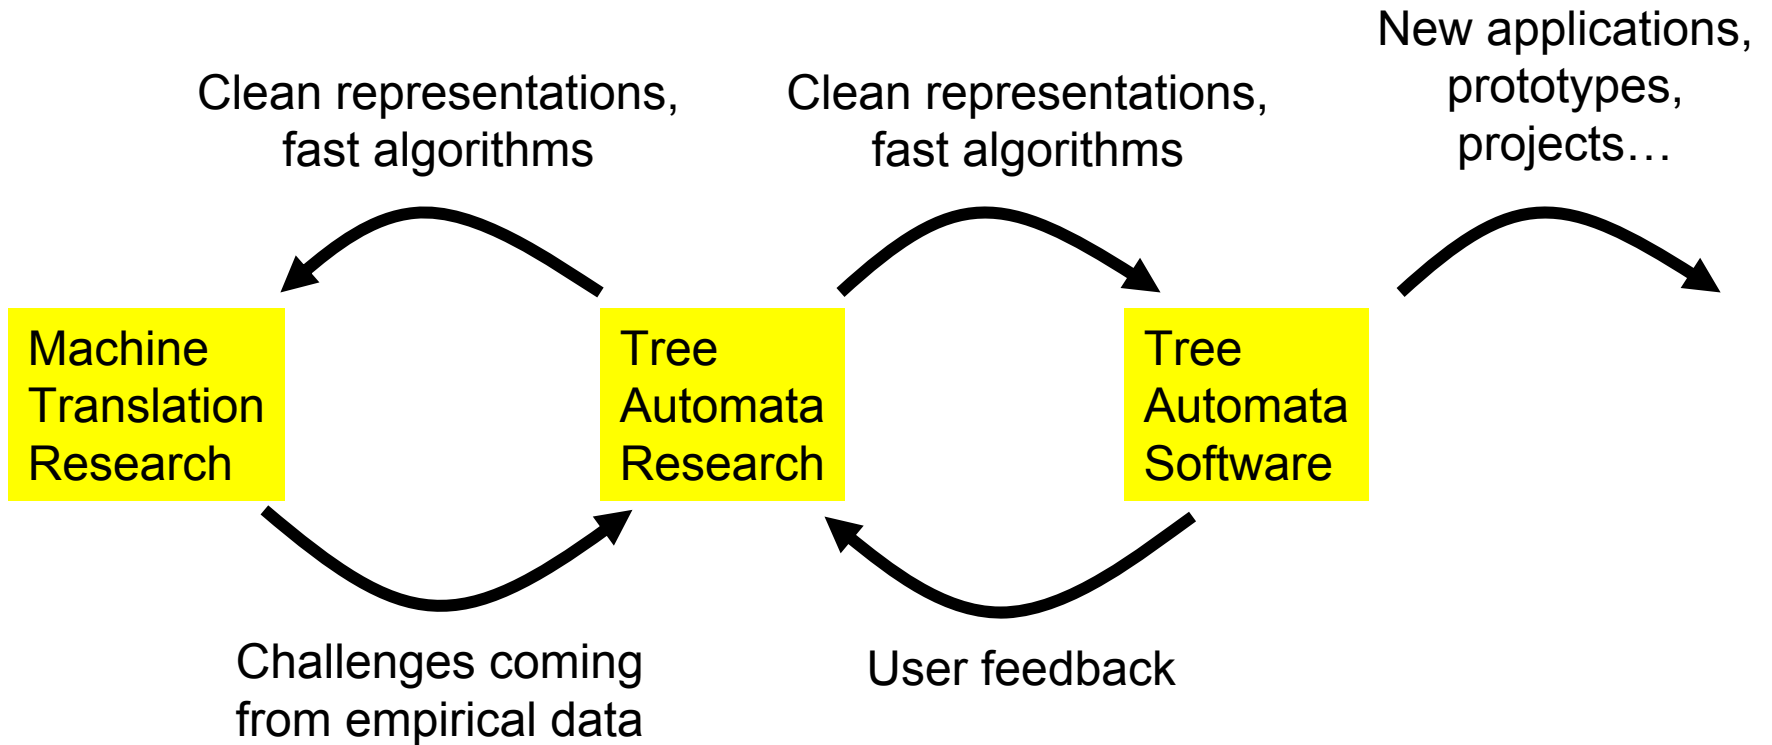 New applications,
prototypes,
projects…
Clean representations,
fast algorithms
Clean representations,
fast algorithms
Machine
Translation
Research
Tree
Automata
Research
Tree
Automata
Software
Challenges coming
from empirical data
User feedback